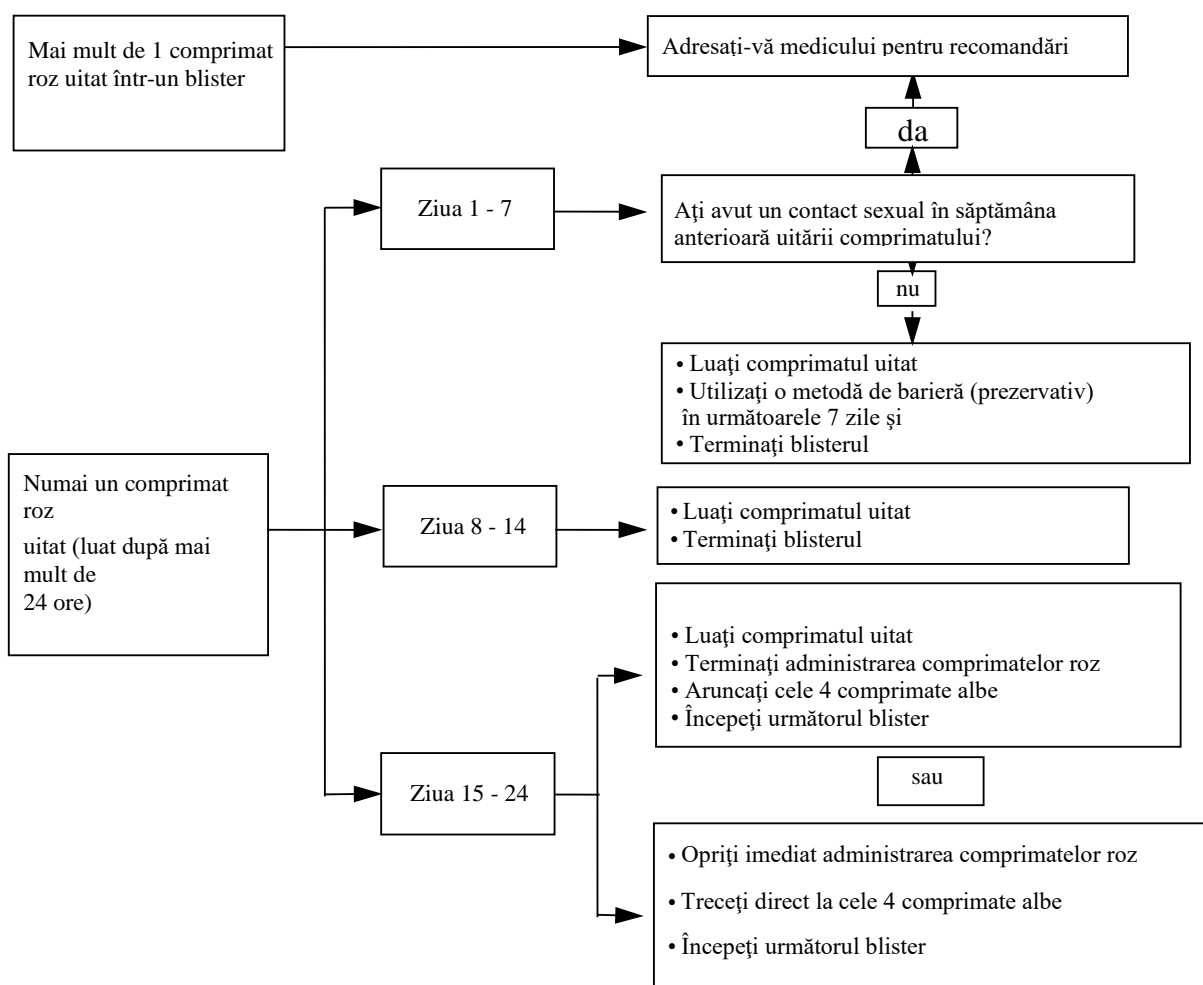 Mai mult de 1 comprimat
roz uitat într-un blister
Adresați-vă medicului pentru recomandări
da
Ziua 1 - 7
Aţi avut un contact sexual în săptămâna
anterioară uitării comprimatului?
nu
• Luaţi comprimatul uitat
• Utilizaţi o metodă de barieră (prezervativ)
în următoarele 7 zile şi
• Terminaţi blisterul
Numai un comprimat
roz
uitat (luat după mai
mult de
24 ore)
Ziua 8 - 14
• Luaţi comprimatul uitat
• Terminaţi blisterul
• Luaţi comprimatul uitat
• Terminaţi administrarea comprimatelor roz
• Aruncaţi cele 4 comprimate albe
• Începeţi următorul blister
Ziua 15 - 24
sau
• Opriţi imediat administrarea comprimatelor roz
• Treceţi direct la cele 4 comprimate albe
• Începeţi următorul blister